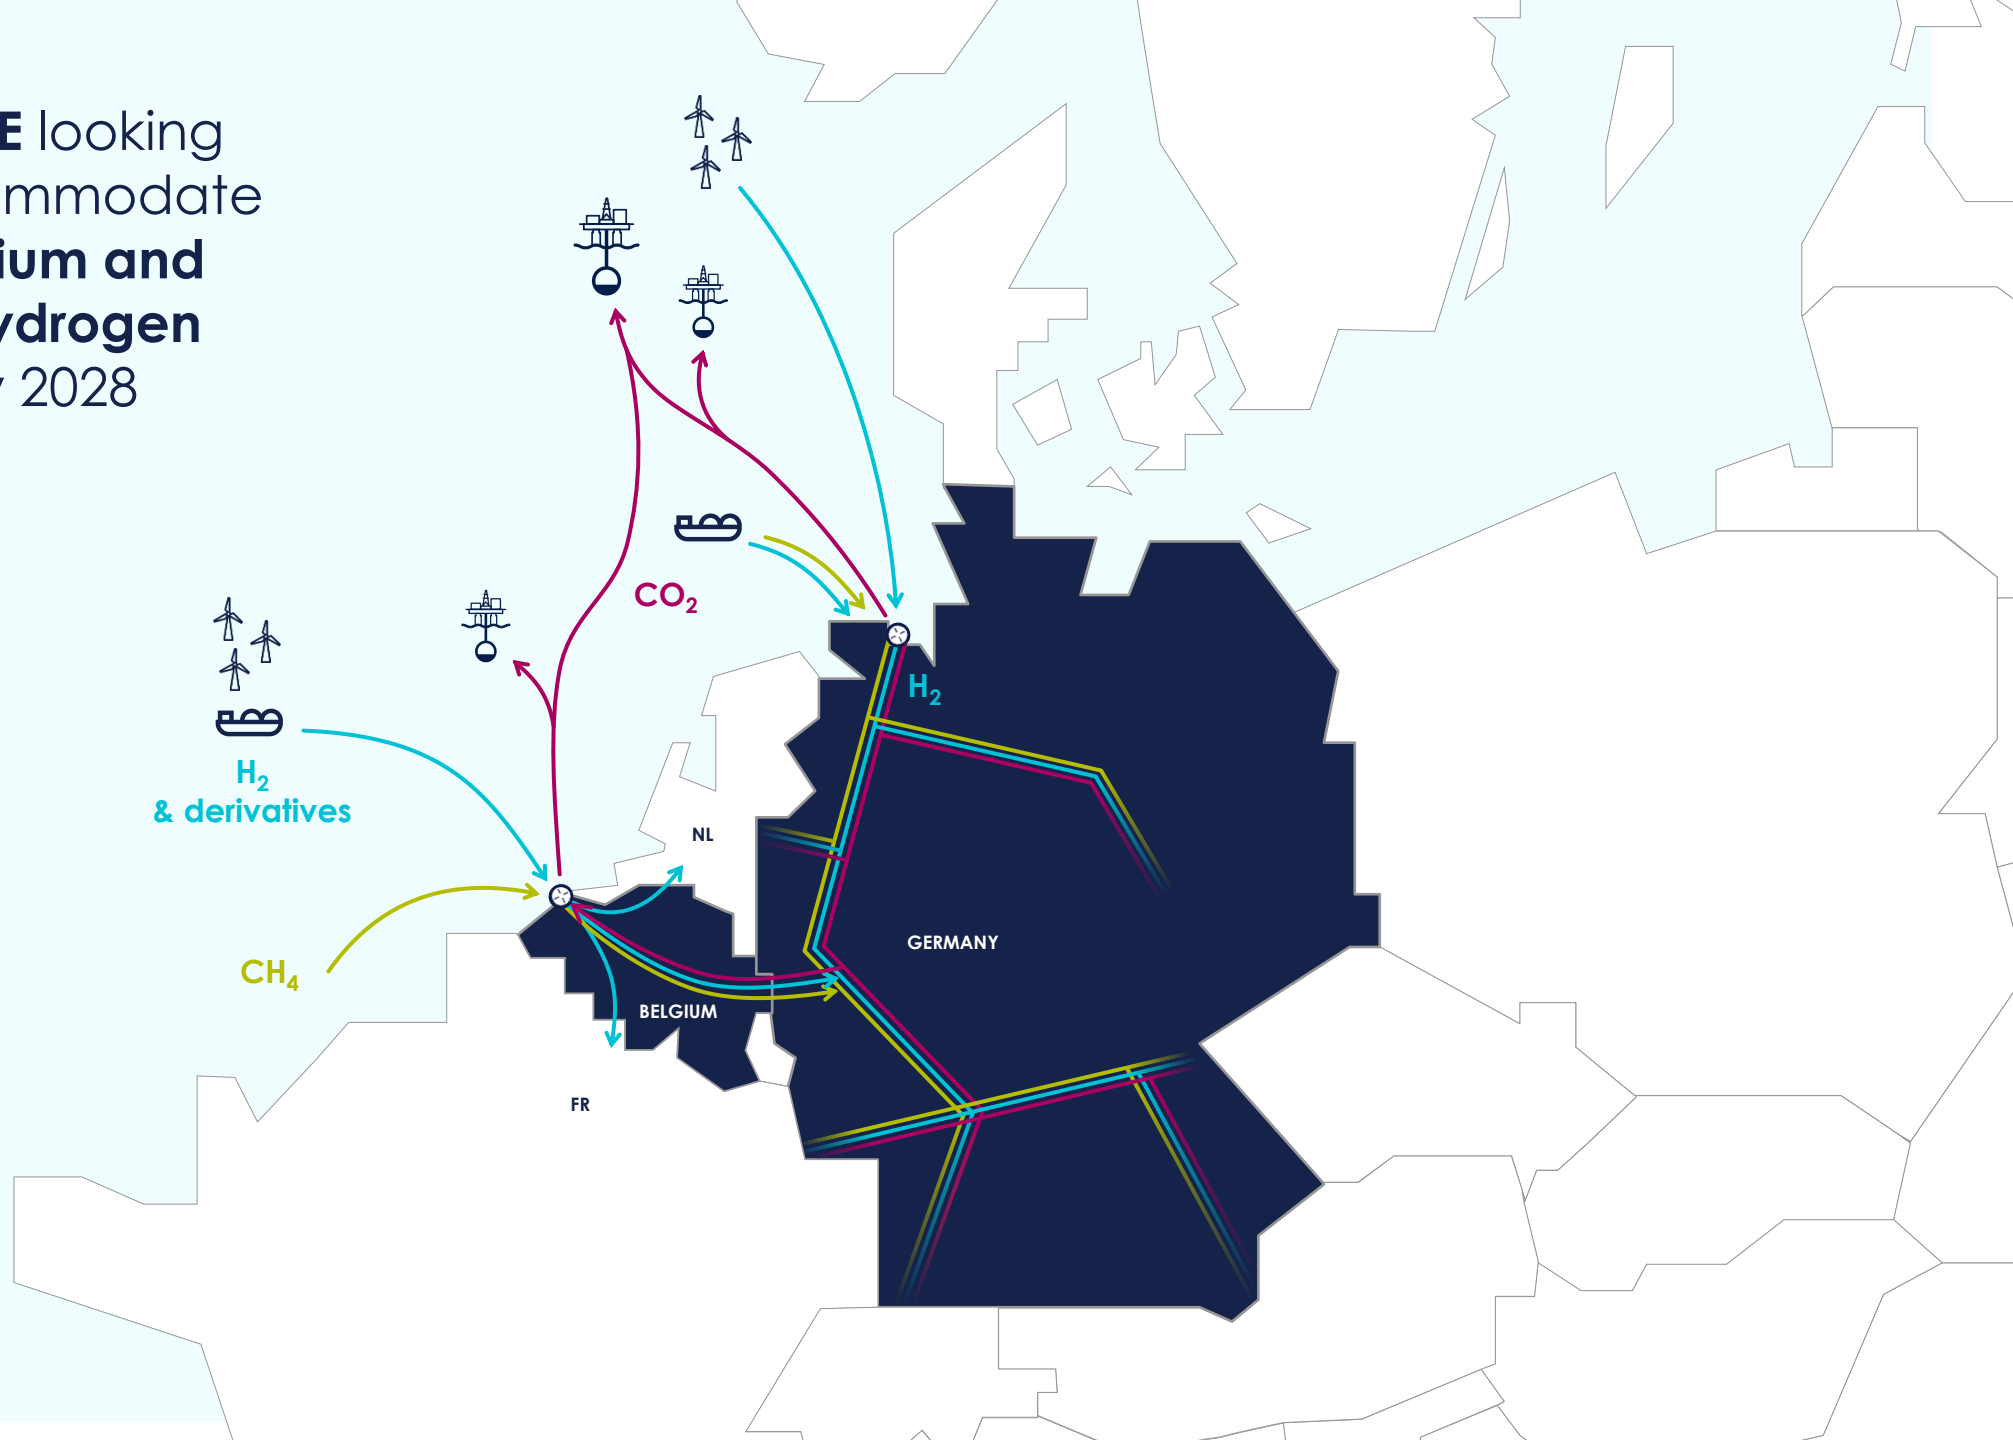 E looking
mmodate
ium and
ydrogen
2028
CO₂
H₂
H₂
& derivatives
NL
GERMANY
CH₄
BELGIUM
FR